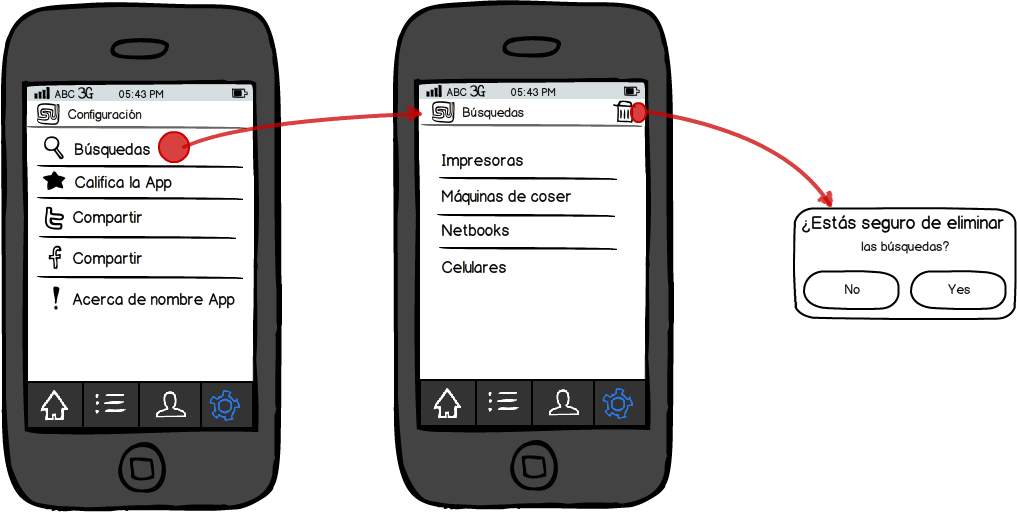 ABC 3G 05:43 PM
Configuración
Búsquedas
Califica la App
Compartir
Compartir
Acerca de nombre App
ABC 3G 05:43 PM
Búsquedas
Impresoras
Máquinas de coser
Netbooks
Celulares
¿Estás seguro de eliminar
las búsquedas?
No Yes